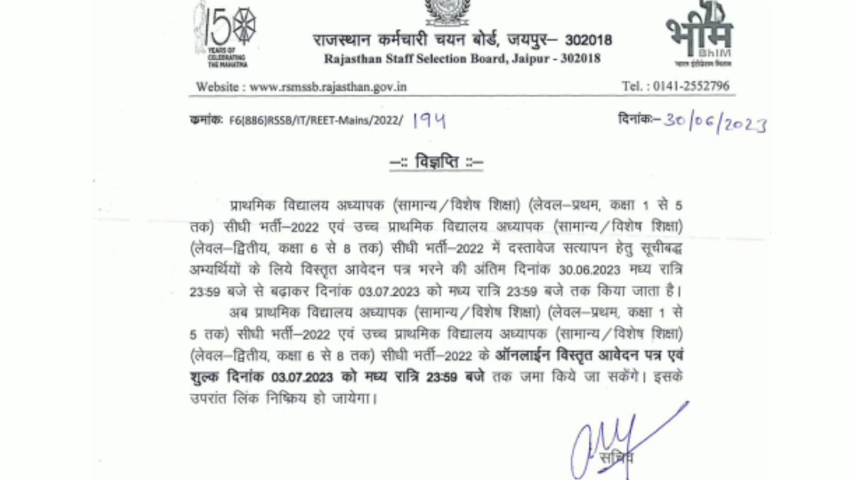 150
YEARS OF
CELEBRATING
THE MAHATMA
राजस्थान कर्मचारी चयन बोर्ड, जयपुर– 302018
Rajasthan Staff Selection Board, Jaipur - 302018
भीम
BHIM
Website : www.rsmssb.rajasthan.gov.in
Tel. : 0141-2552796
क्रमांकः F6(886)RSSB/IT/REET-Mains/2022/ 194
दिनांकः– 30/06/2023
–:: विज्ञप्ति ::–
प्राथमिक विद्यालय अध्यापक (सामान्य/विशेष शिक्षा) (लेवल–प्रथम, कक्षा 1 से 5
तक) सीधी भर्ती–2022 एवं उच्च प्राथमिक विद्यालय अध्यापक (सामान्य/विशेष शिक्षा)
(लेवल–द्वितीय, कक्षा 6 से 8 तक) सीधी भर्ती–2022 में दस्तावेज सत्यापन हेतु सूचीबद्ध
अभ्यर्थियों के लिये विस्तृत आवेदन पत्र भरने की अंतिम दिनांक 30.06.2023 मध्य रात्रि
23:59 बजे से बढ़ाकर दिनांक 03.07.2023 को मध्य रात्रि 23:59 बजे तक किया जाता है।
अब प्राथमिक विद्यालय अध्यापक (सामान्य/विशेष शिक्षा) (लेवल–प्रथम, कक्षा 1 से
5 तक) सीधी भर्ती–2022 एवं उच्च प्राथमिक विद्यालय अध्यापक (सामान्य/विशेष शिक्षा)
(लेवल–द्वितीय, कक्षा 6 से 8 तक) सीधी भर्ती–2022 के ऑनलाईन विस्तृत आवेदन पत्र एवं
शुल्क दिनांक 03.07.2023 को मध्य रात्रि 23:59 बजे तक जमा किये जा सकेंगे। इसके
उपरांत लिंक निष्क्रिय हो जायेगा।
सचिव